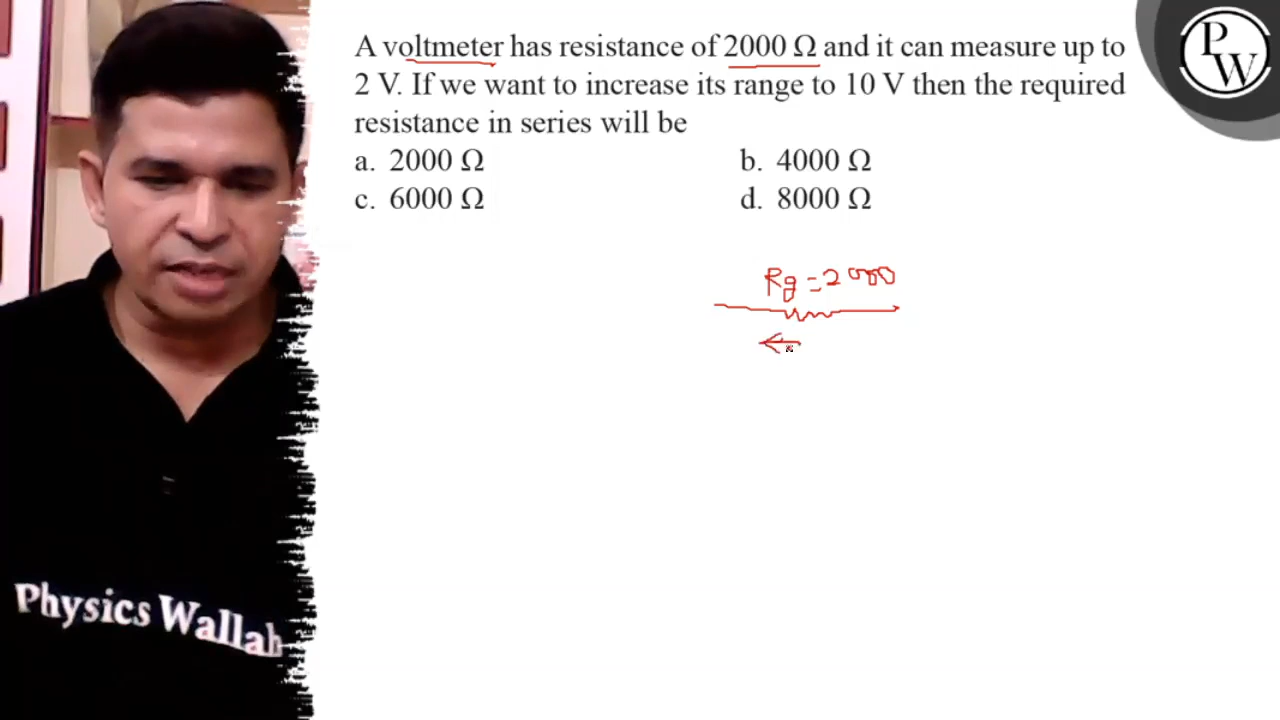 A voltmeter has resistance of 2000 Ω and it can measure up to
2 V. If we want to increase its range to 10 V then the required
resistance in series will be
a. 2000 Ω b. 4000 Ω
c. 6000 Ω d. 8000 Ω
Rg = 2000
P
W
Physics Wallah